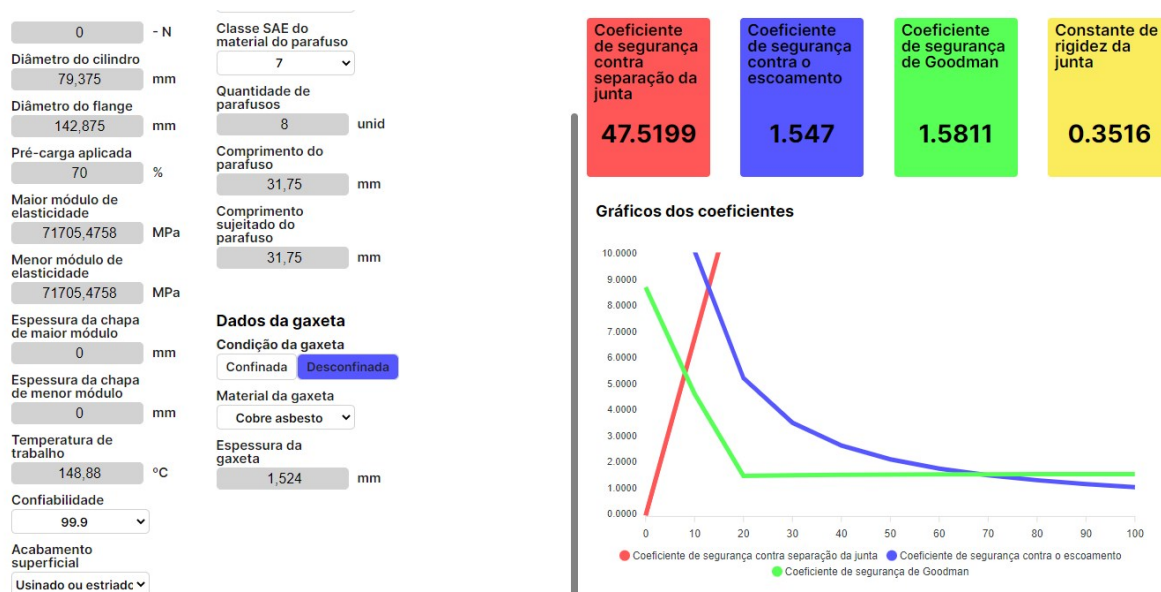 0 - N
Diâmetro do cilindro
79,375 mm
Diâmetro do flange
142,875 mm
Pré-carga aplicada
70 %
Maior módulo de
elasticidade
71705,4758 MPa
Menor módulo de
elasticidade
71705,4758 MPa
Espessura da chapa
de maior módulo
0 mm
Espessura da chapa
de menor módulo
0 mm
Temperatura de
trabalho
148,88 ºC
Confiabilidade
99.9
Acabamento
superficial
Usinado ou estriado
Classe SAE do
material do parafuso
7
Quantidade de
parafusos
8 unid
Comprimento do
parafuso
31,75 mm
Comprimento
sujeitado do
parafuso
31,75 mm
Dados da gaxeta
Condição da gaxeta
Confinada Desconfinada
Material da gaxeta
Cobre asbesto
Espessura da
gaxeta
1,524 mm
Coeficiente
de segurança
contra
separação da
junta
47.5199
Coeficiente
de segurança
contra o
escoamento
1.547
Coeficiente
de segurança
de Goodman
1.5811
Constante de
rigidez da
junta
0.3516
Gráficos dos coeficientes
10.0000
9.0000
8.0000
7.0000
6.0000
5.0000
4.0000
3.0000
2.0000
1.0000
0.0000
0 10 20 30 40 50 60 70 80 90 100
Coeficiente de segurança contra separação da junta Coeficiente de segurança contra o escoamento
Coeficiente de segurança de Goodman